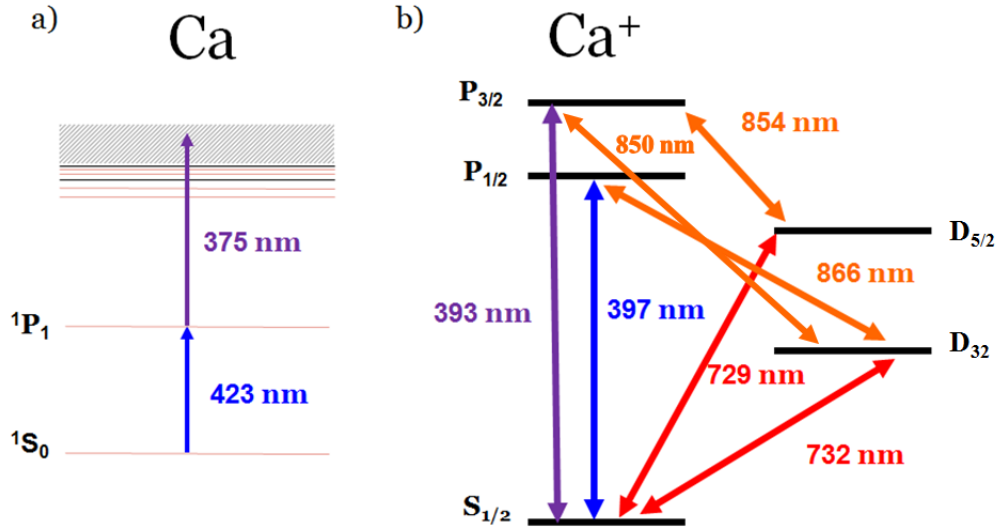 a)
Ca
375 nm
¹P₁
423 nm
¹S₀
b)
Ca⁺
P₃/₂
850 nm
854 nm
P₁/₂
D₅/₂
866 nm
393 nm
397 nm
D₃₂
729 nm
732 nm
S₁/₂